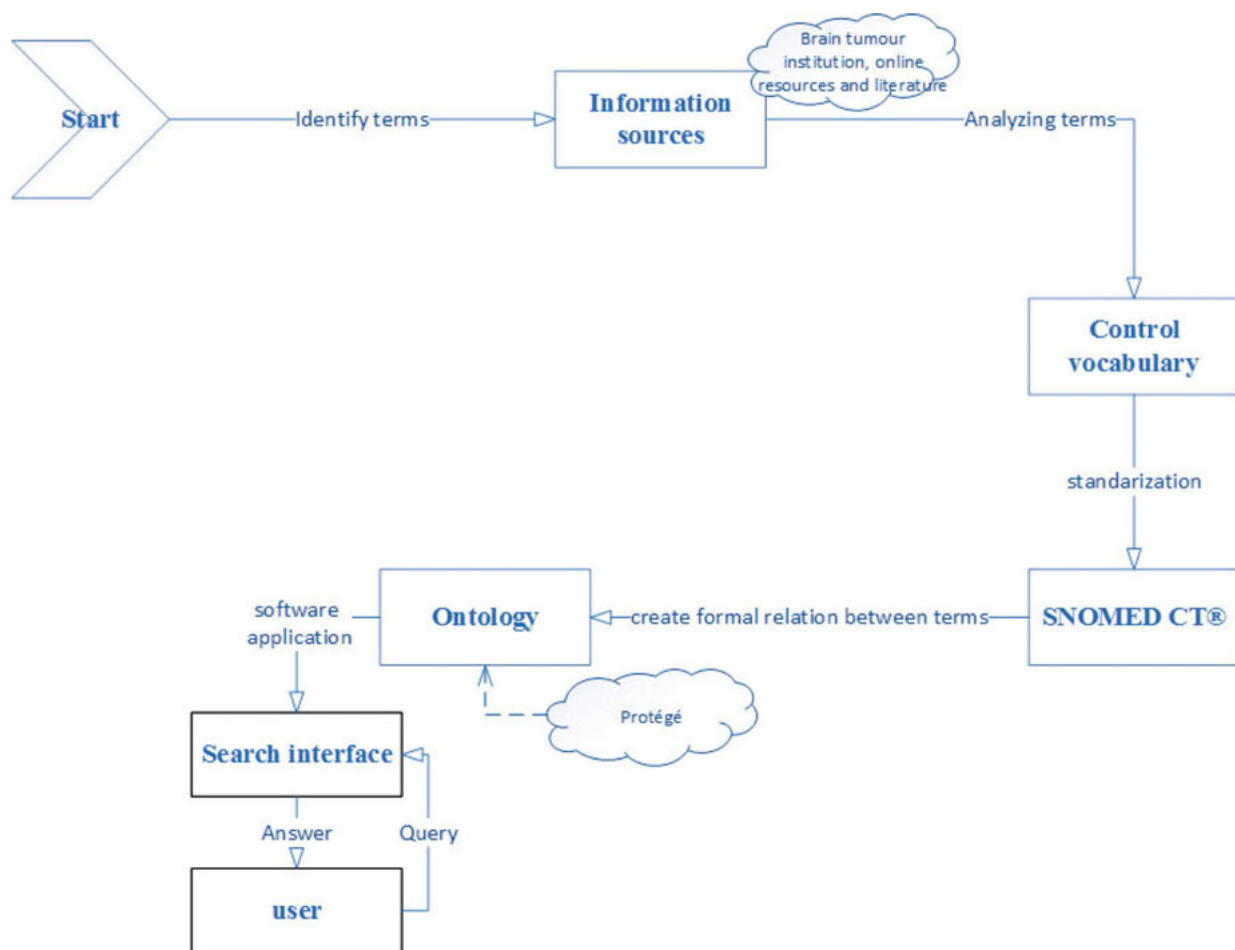 Brain tumour
institution, online
resources and literature
Start
Identify terms
Information
sources
Analyzing terms
Control
vocabulary
standarization
SNOMED CT®
create formal relation between terms
Ontology
Protégé
software
application
Search interface
Answer
Query
user